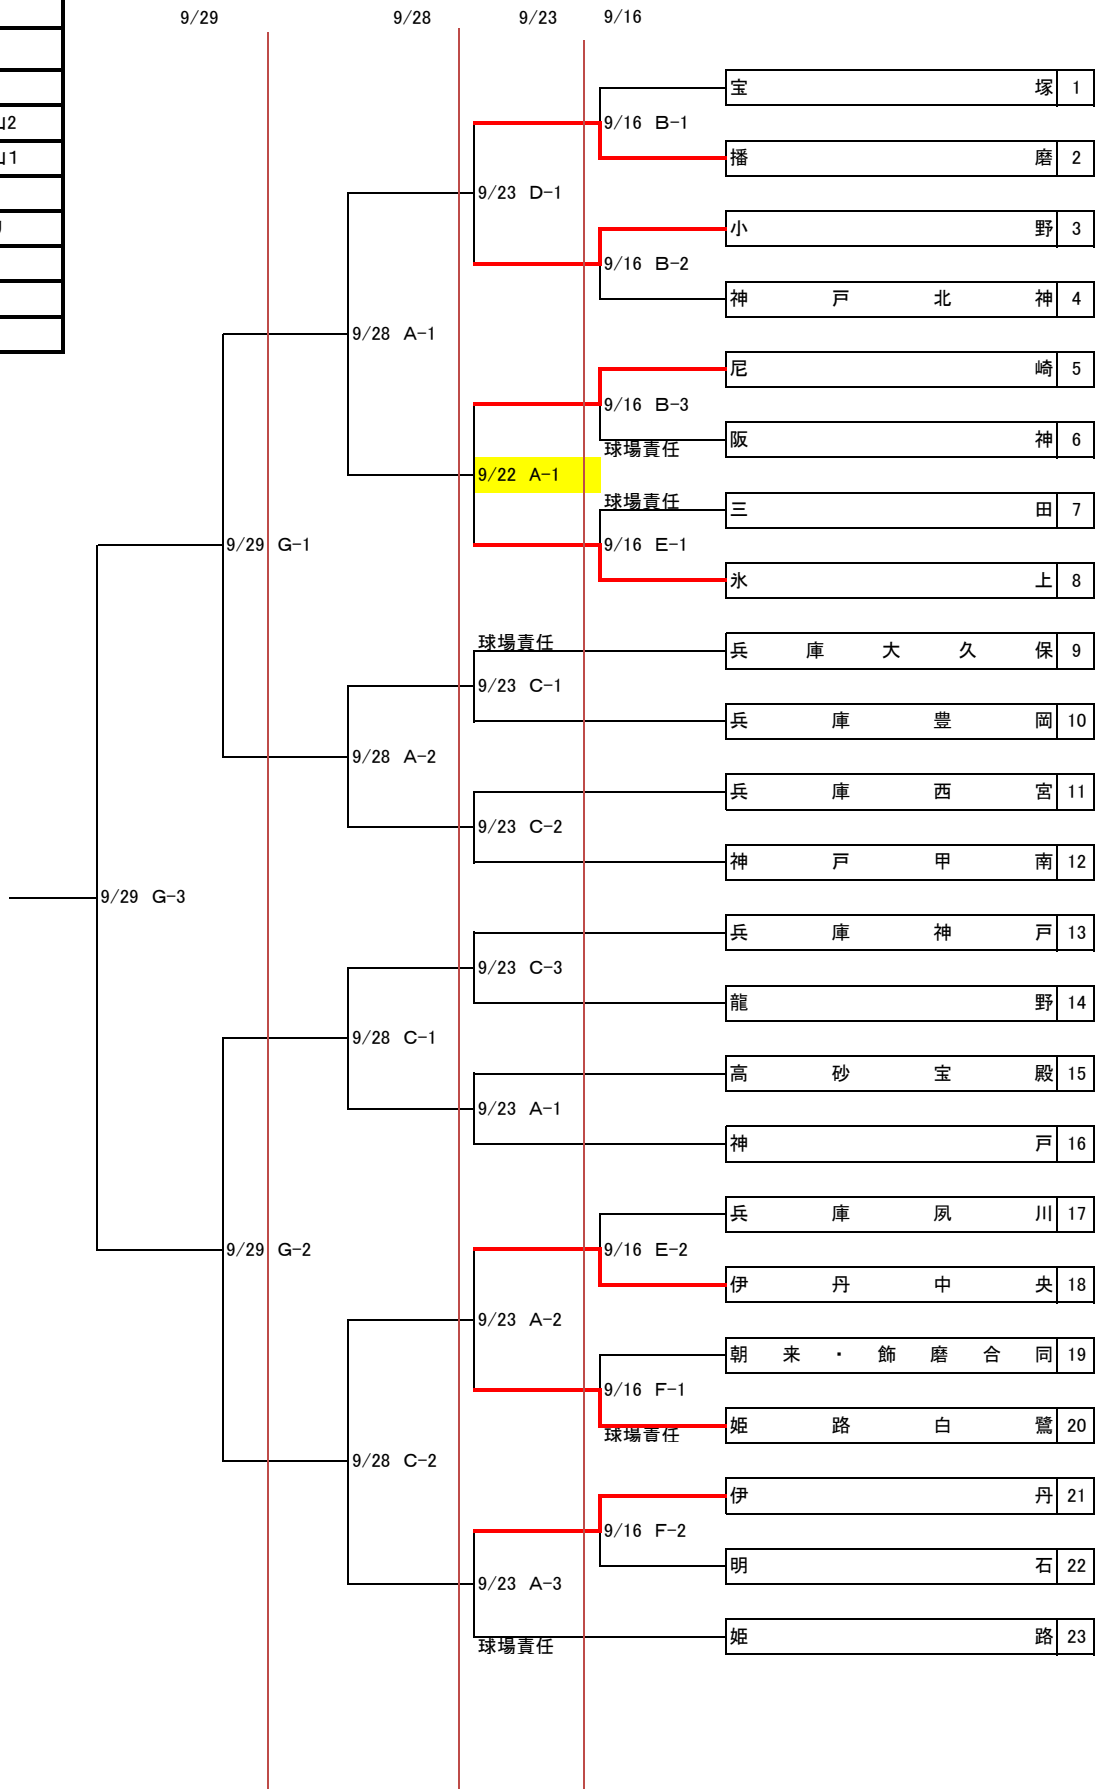 9/29 9/28 9/23 9/16
宝塚 1
9/16 B-1
山2
山1
播磨 2
9/23 D-1
小野 3
9/16 B-2
神戸北神 4
9/28 A-1
尼崎 5
9/16 B-3
阪神 6
球場責任
9/22 A-1
球場責任
三田 7
9/29 G-1
9/16 E-1
氷上 8
球場責任
兵庫大久保 9
9/23 C-1
兵庫豊岡 10
9/28 A-2
兵庫西宮 11
9/23 C-2
神戸甲南 12
9/29 G-3
兵庫神戸 13
9/23 C-3
龍野 14
9/28 C-1
高砂宝殿 15
9/23 A-1
神戸 16
兵庫夙川 17
9/29 G-2
9/16 E-2
伊丹中央 18
9/23 A-2
朝来・飾磨合同 19
9/16 F-1
姫路白鷺 20
球場責任
9/28 C-2
伊丹 21
9/16 F-2
明石 22
9/23 A-3
姫路 23
球場責任